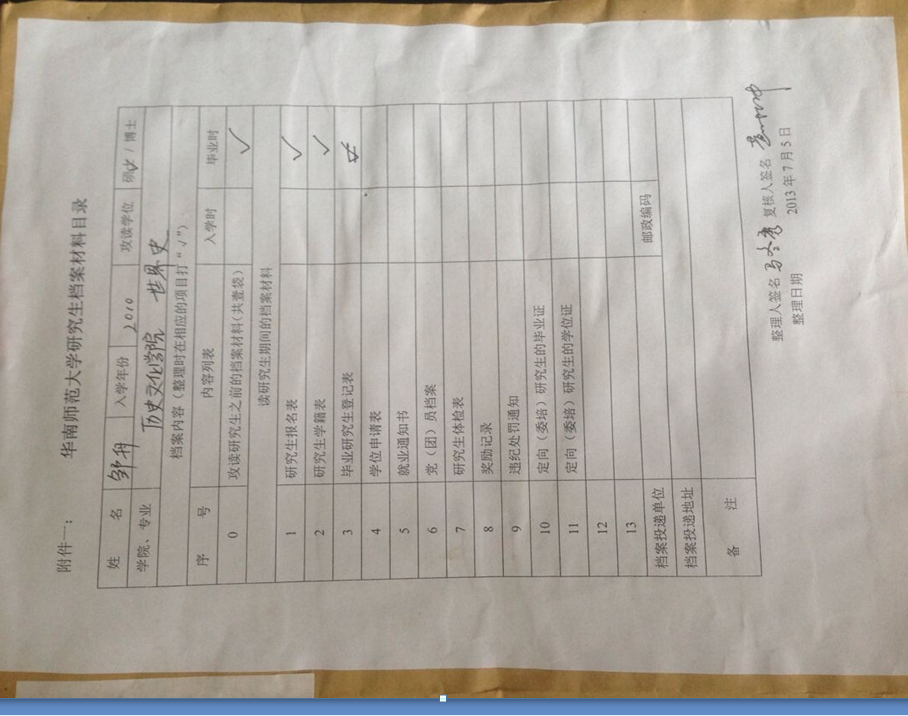 附件一：
华南师范大学研究生档案材料目录
姓 名 邹丹 入学年份 2010 攻读学位 硕√ / 博士
学院、专业 历史文化学院 世界史
档案内容（整理时在相应的项目打“√”）
序 号 内容列表 入学时 毕业时
0 攻读研究生之前的档案材料（共壹袋） √
读研究生期间的档案材料
1 研究生报名表 √
2 研究生学籍表 √
3 毕业研究生登记表
4 学位申请表
5 就业通知书
6 党（团）员档案
7 研究生体检表
8 奖励记录
9 违纪处罚通知
10 定向（委培）研究生的毕业证
11 定向（委培）研究生的学位证
12
13
档案投递单位 邮政编码
档案投递地址
备 注
整理人签名 复核人签名
整理日期 2013 年 7 月 5 日